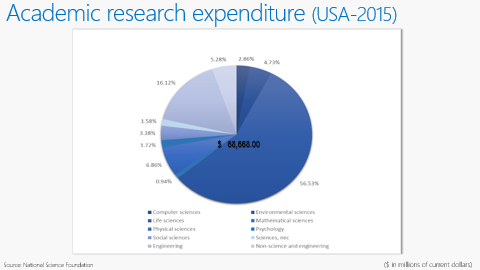 Academic research expenditure (USA-2015)
5.28%
2.86%
4.73%
16.12%
1.58%
3.38%
1.72%
6.86%
0.94%
$ 68,668.00
56.53%
Computer sciences
Environmental sciences
Life sciences
Mathematical sciences
Physical sciences
Psychology
Social sciences
Sciences, nec
Engineering
Non-science and engineering
Source: National Science Foundation
($ in millions of current dollars)